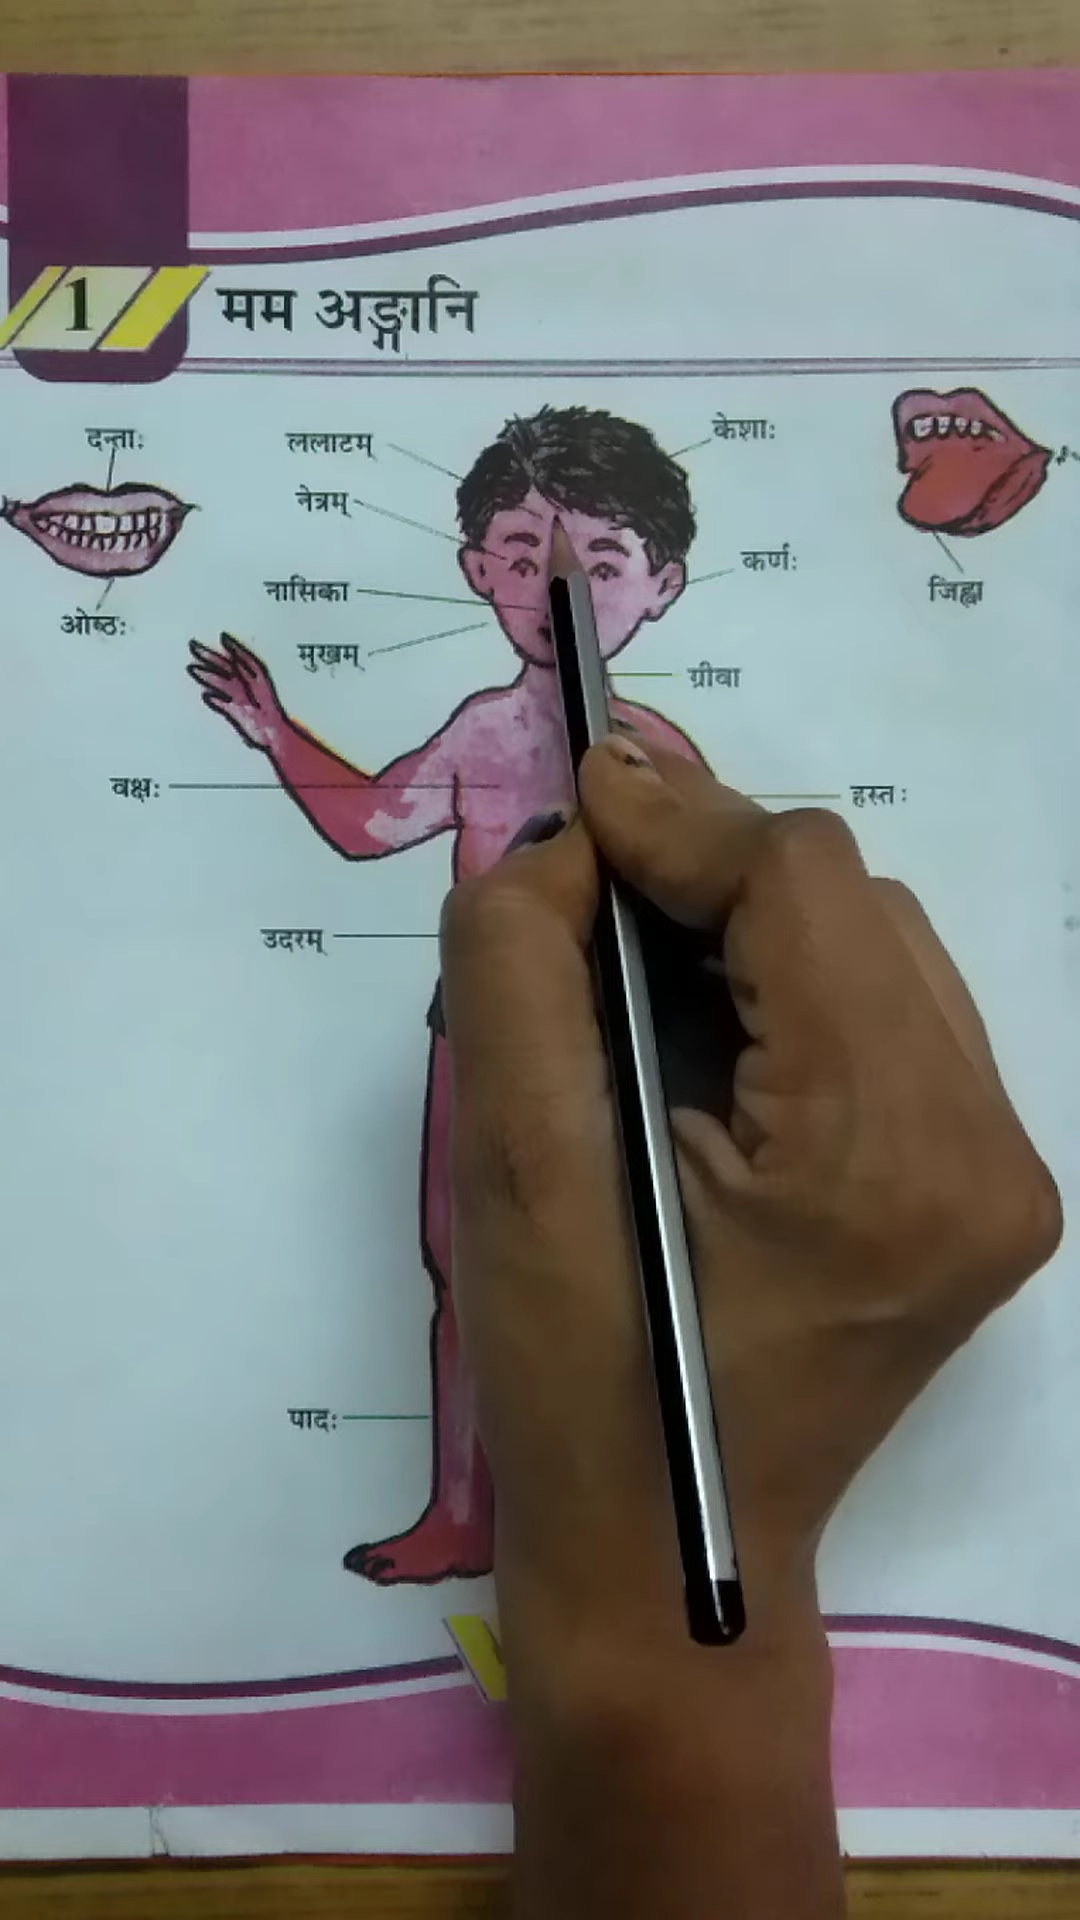 1 मम अङ्गानि
दन्ताः
ललाटम्
केशाः
नेत्रम्
कर्णः
नासिका
जिह्वा
ओष्ठः
मुखम्
ग्रीवा
वक्षः
हस्तः
उदरम्
पादः